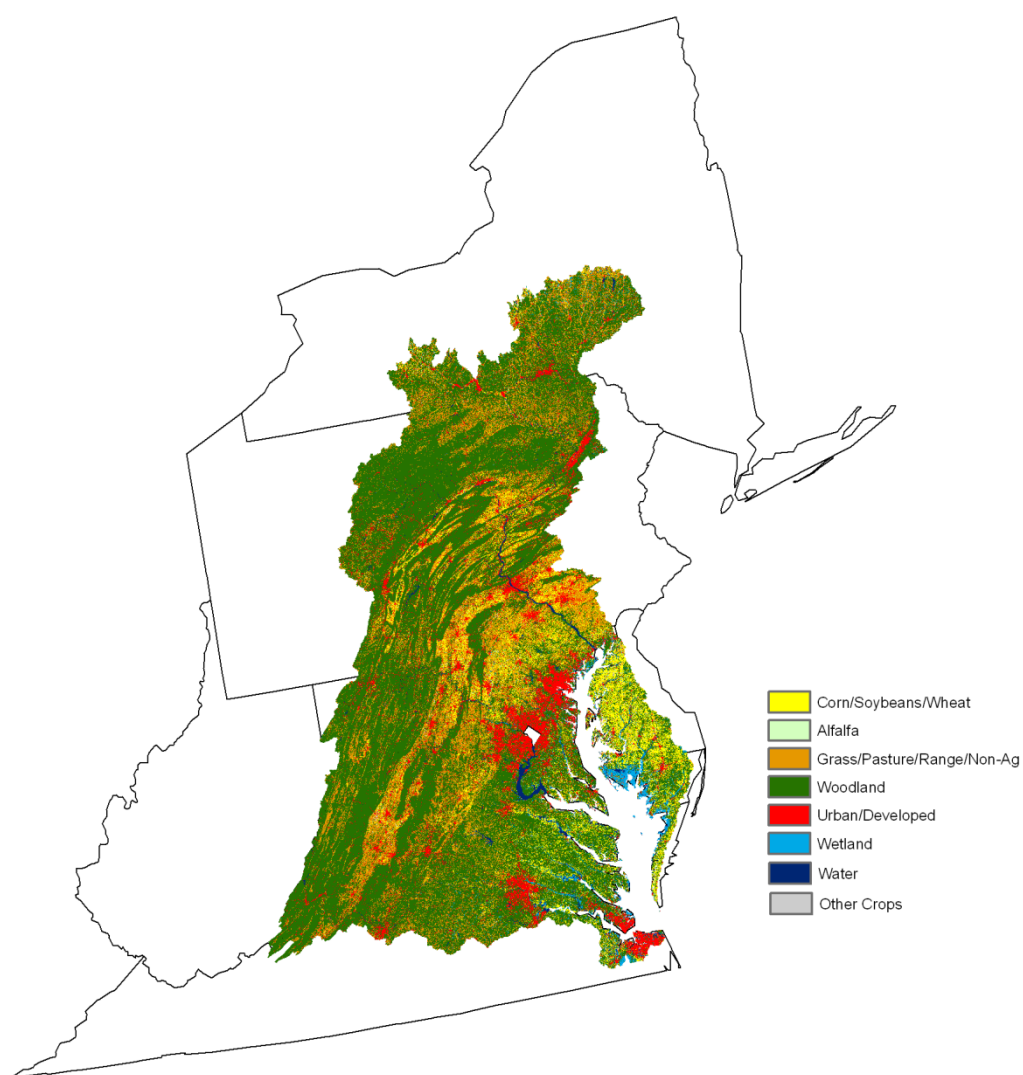 Corn/Soybeans/Wheat
Alfalfa
Grass/Pasture/Range/Non-Ag
Woodland
Urban/Developed
Wetland
Water
Other Crops